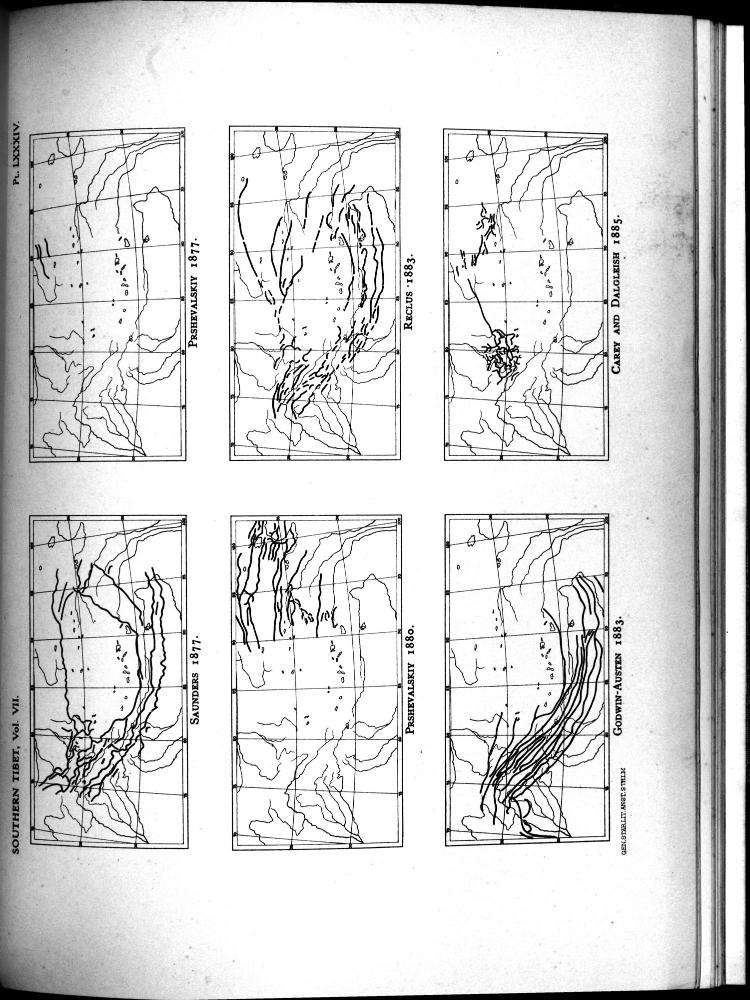 SOUTHERN TIBET, Vol. VII.
PL. LXXXIV.
SAUNDERS 1877.
PRSHEVALSKIY 1877.
PRSHEVALSKIY 1880.
RECLUS 1883.
GODWIN-AUSTEN 1883.
CAREY AND DALGLEISH 1885.
GEN. STAB. LIT. ANST. STHLM